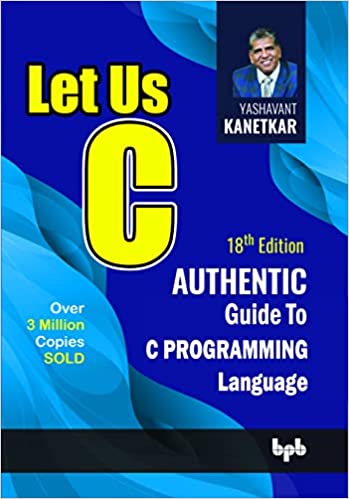 Let Us
C
YASHAVANT
KANETKAR
18th Edition
AUTHENTIC
Guide To
C PROGRAMMING
Language
Over
3 Million
Copies
SOLD
bpb